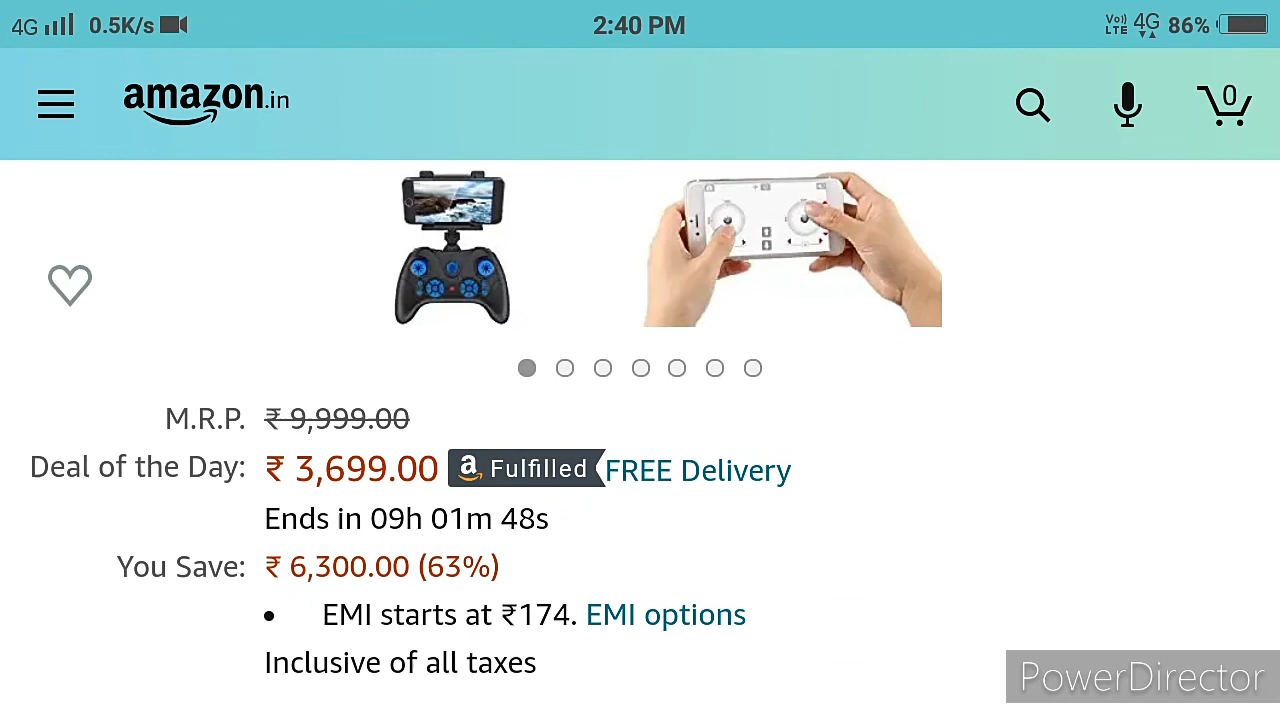 4G 0.5K/s 2:40 PM Vo)) LTE 4G 86%
amazon.in 0
M.R.P. ₹ 9,999.00
Deal of the Day: ₹ 3,699.00 a Fulfilled FREE Delivery
Ends in 09h 01m 48s
You Save: ₹ 6,300.00 (63%)
• EMI starts at ₹174. EMI options
Inclusive of all taxes
PowerDirector